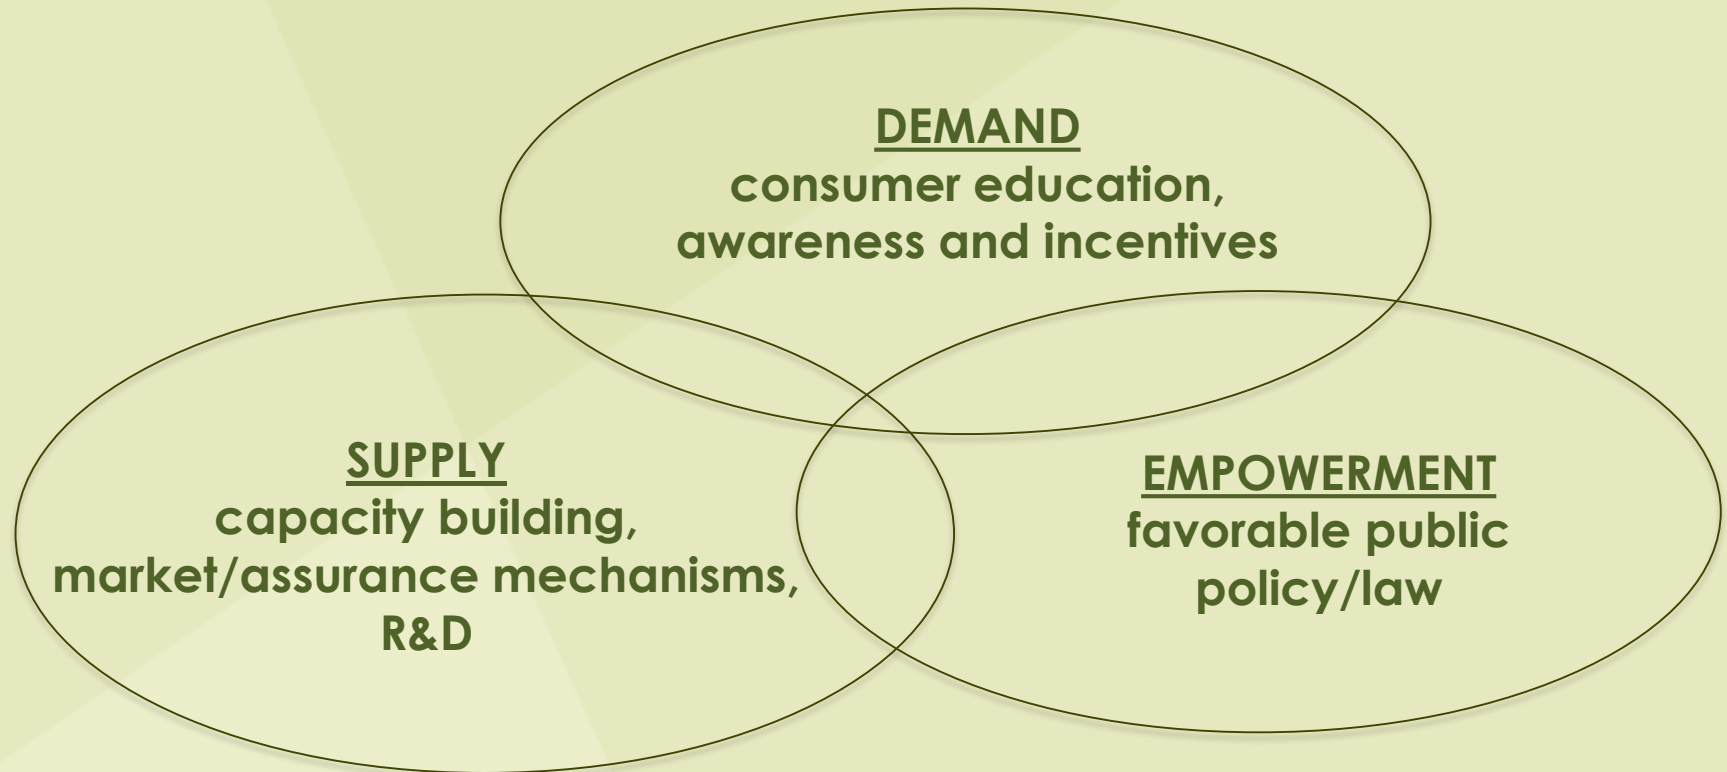 DEMAND
consumer education,
awareness and incentives
SUPPLY
capacity building,
market/assurance mechanisms,
R&D
EMPOWERMENT
favorable public
policy/law